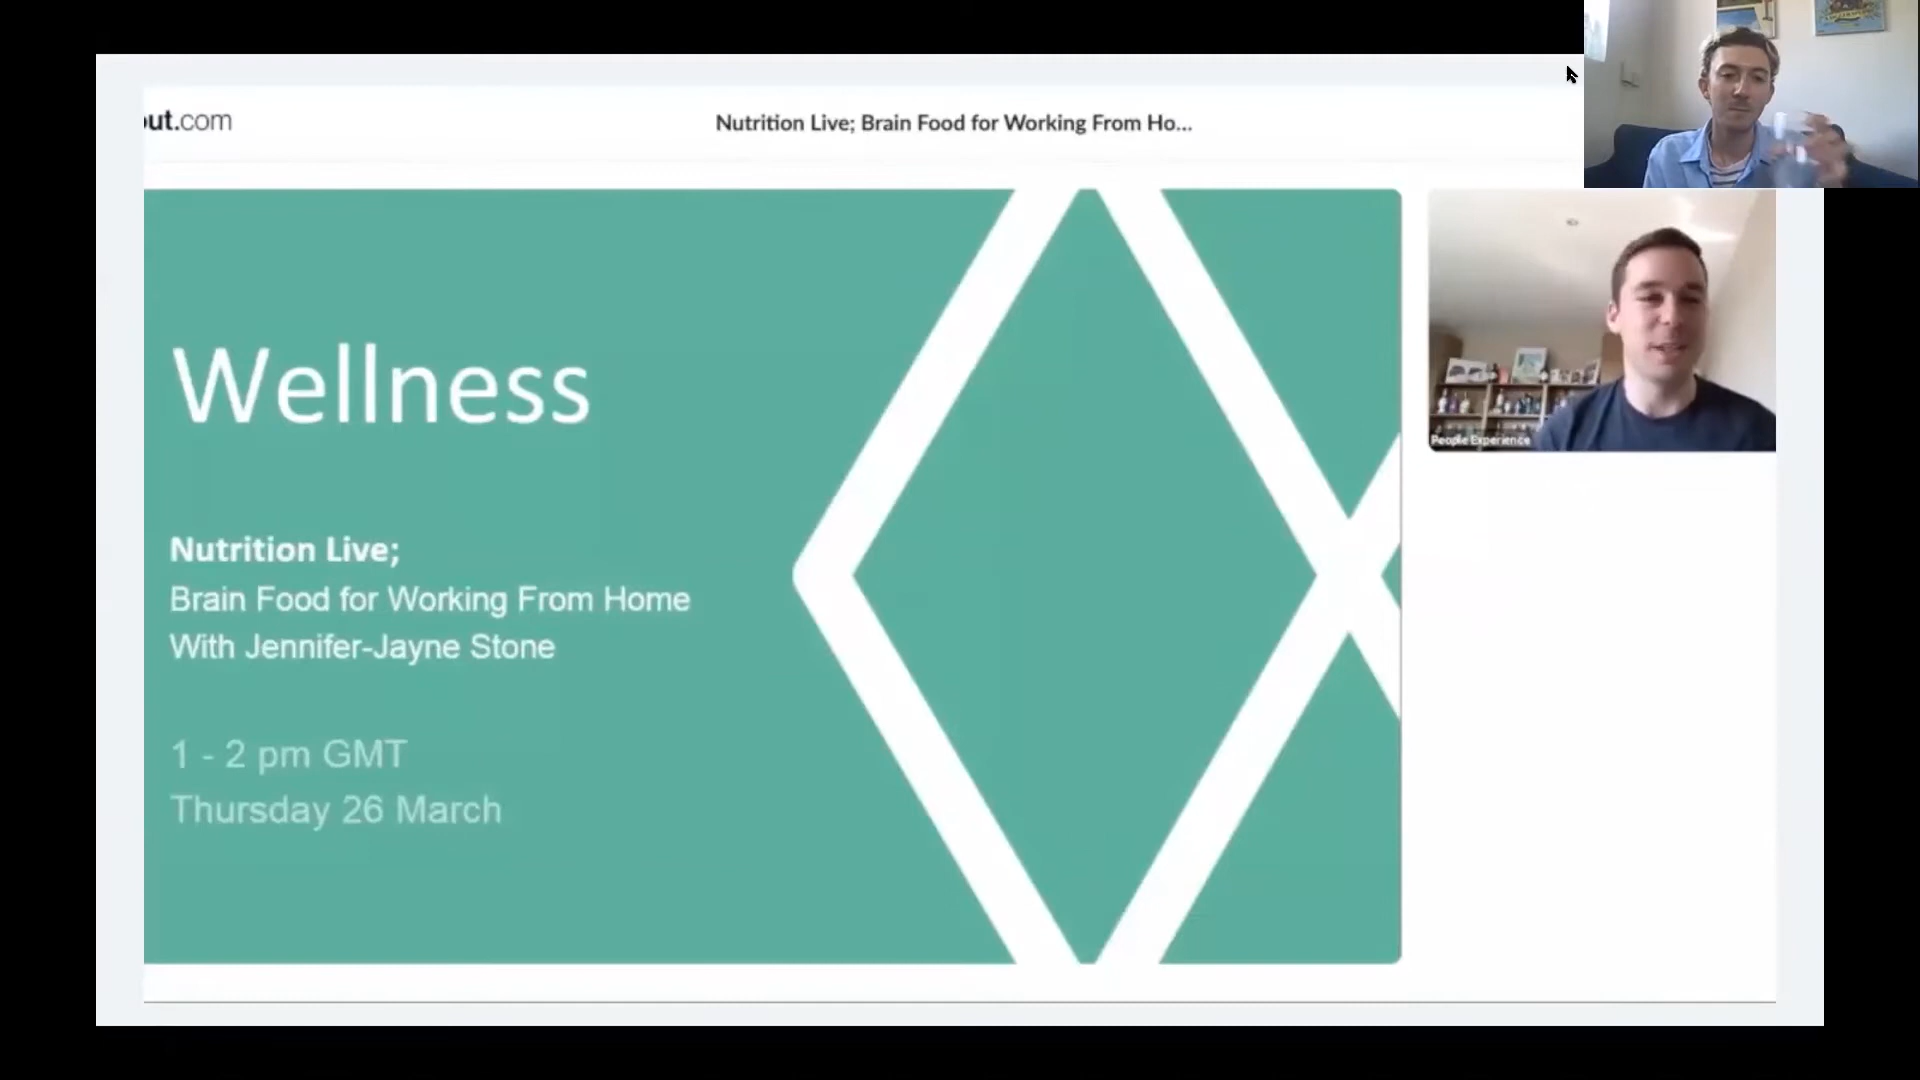 out.com
Nutrition Live; Brain Food for Working From Ho...
Wellness
Nutrition Live;
Brain Food for Working From Home
With Jennifer-Jayne Stone
1 - 2 pm GMT
Thursday 26 March
People Experience